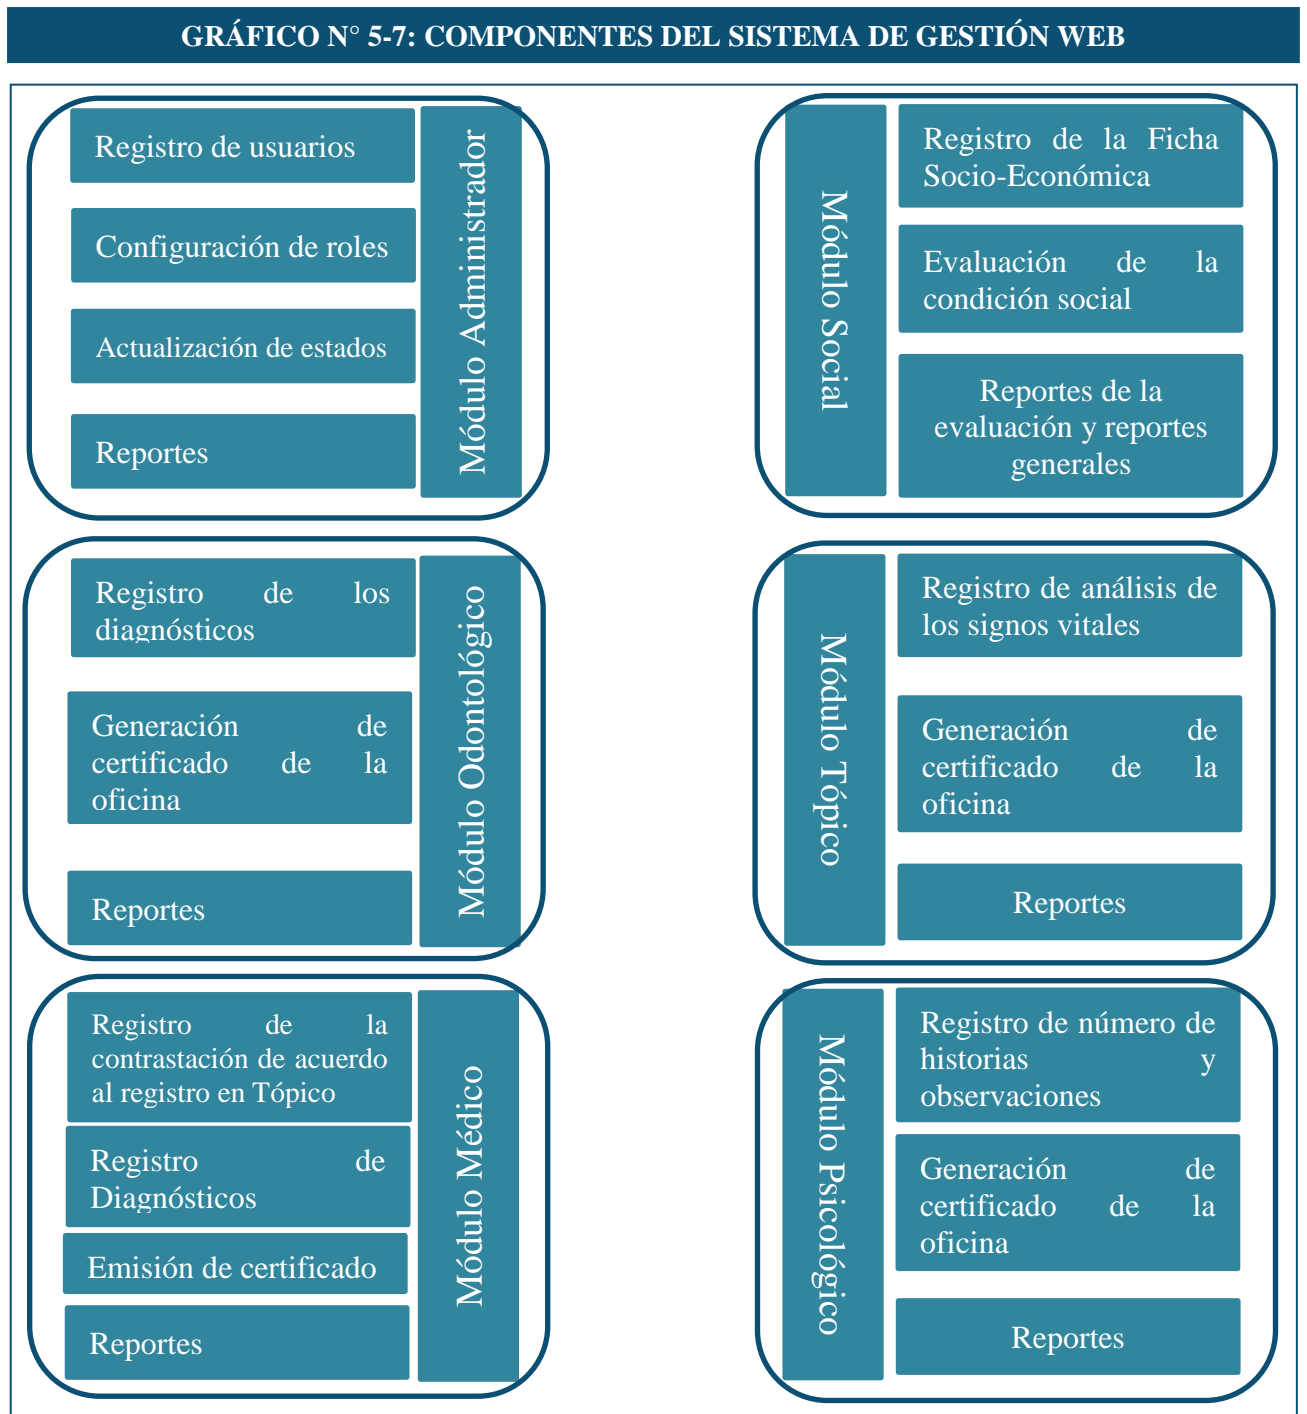 GRÁFICO N° 5-7: COMPONENTES DEL SISTEMA DE GESTIÓN WEB
Registro de usuarios
Configuración de roles
Actualización de estados
Reportes
Módulo Administrador
Módulo Social
Registro de la Ficha
Socio-Económica
Evaluación de la
condición social
Reportes de la
evaluación y reportes
generales
Registro de los
diagnósticos
Generación de
certificado de la
oficina
Reportes
Módulo Odontológico
Módulo Tópico
Registro de análisis de
los signos vitales
Generación de
certificado de la
oficina
Reportes
Registro de la
contrastación de acuerdo
al registro en Tópico
Registro de
Diagnósticos
Emisión de certificado
Reportes
Módulo Médico
Módulo Psicológico
Registro de número de
historias y
observaciones
Generación de
certificado de la
oficina
Reportes